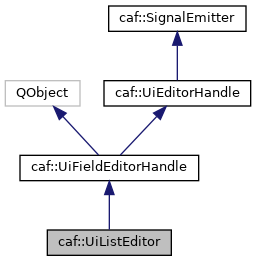 caf::SignalEmitter
QObject
caf::UiEditorHandle
caf::UiFieldEditorHandle
caf::UiListEditor